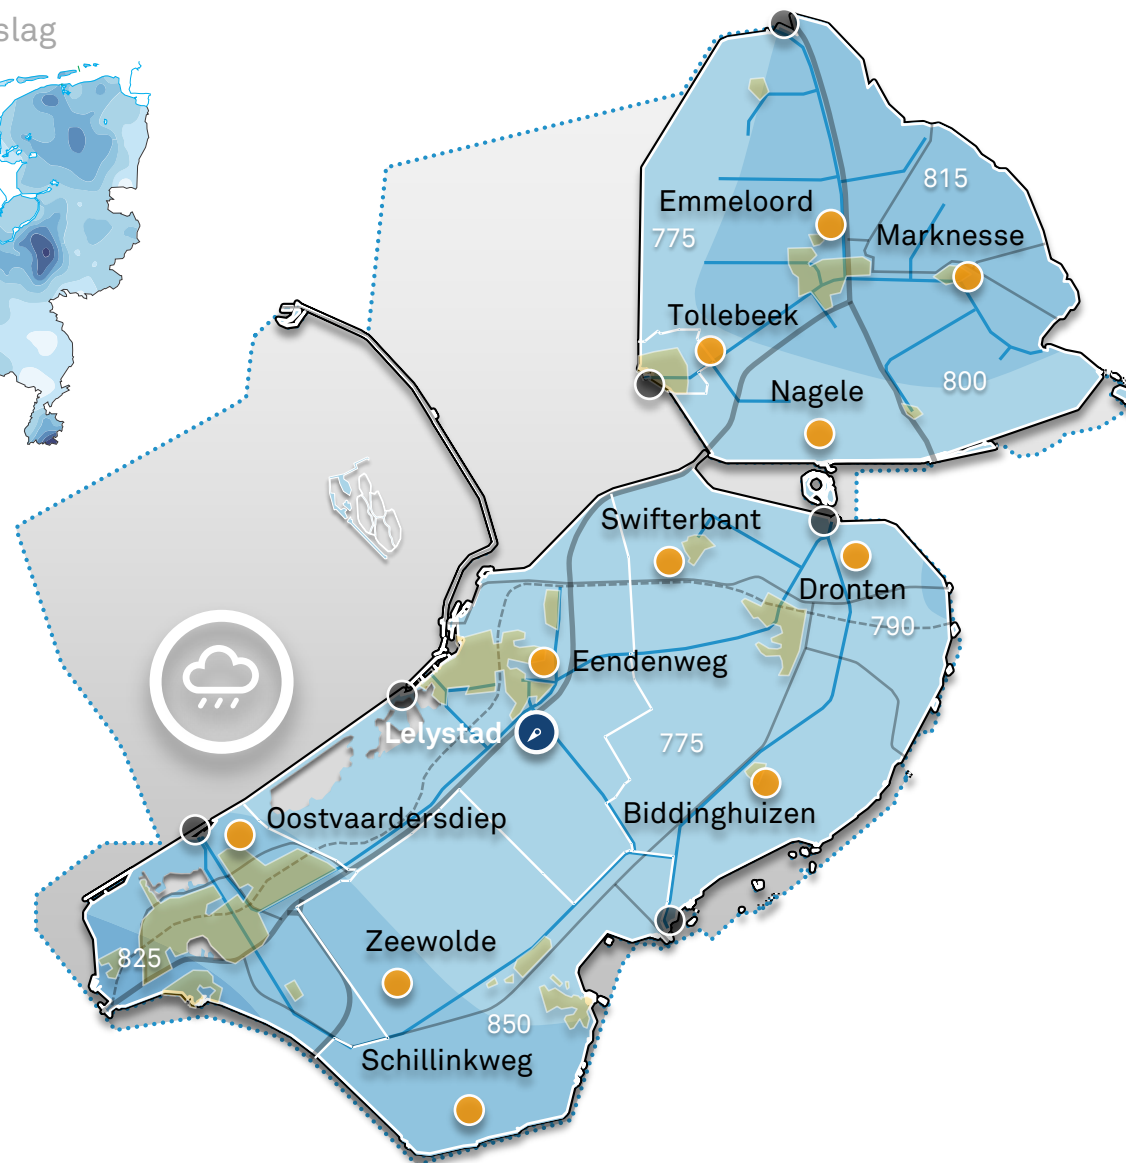 slag
815
Emmeloord
775
Marknesse
Tollebeek
800
Nagele
Swifterbant
Dronten
790
Eendenweg
Lelystad
775
Biddinghuizen
Oostvaardersdiep
Zeewolde
825
850
Schillinkweg